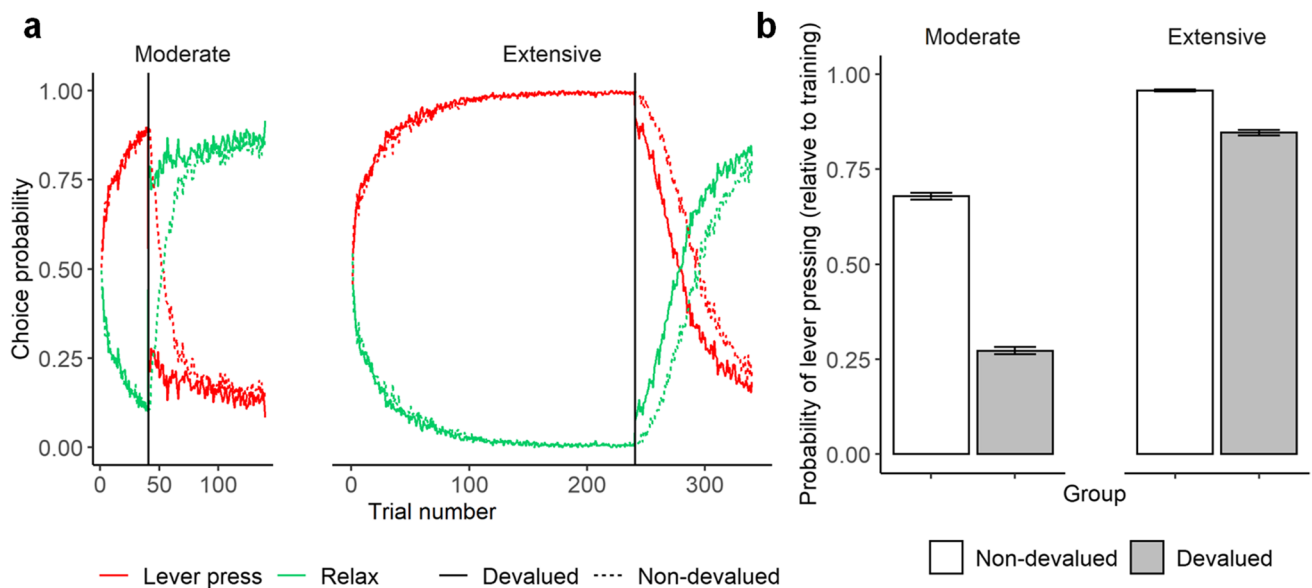 a
Moderate
Extensive
Choice probability
1.00
0.75
0.50
0.25
0.00
0 50 100
0 100 200 300
Trial number
Lever press Relax Devalued Non-devalued
b
Moderate
Extensive
Probability of lever pressing (relative to training)
1.00
0.75
0.50
0.25
0.00
Group
Non-devalued Devalued